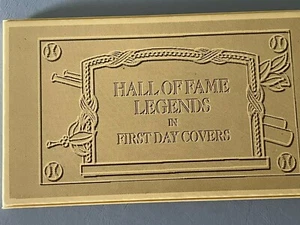 HALL OF FAME
LEGENDS
IN
FIRST DAY COVERS